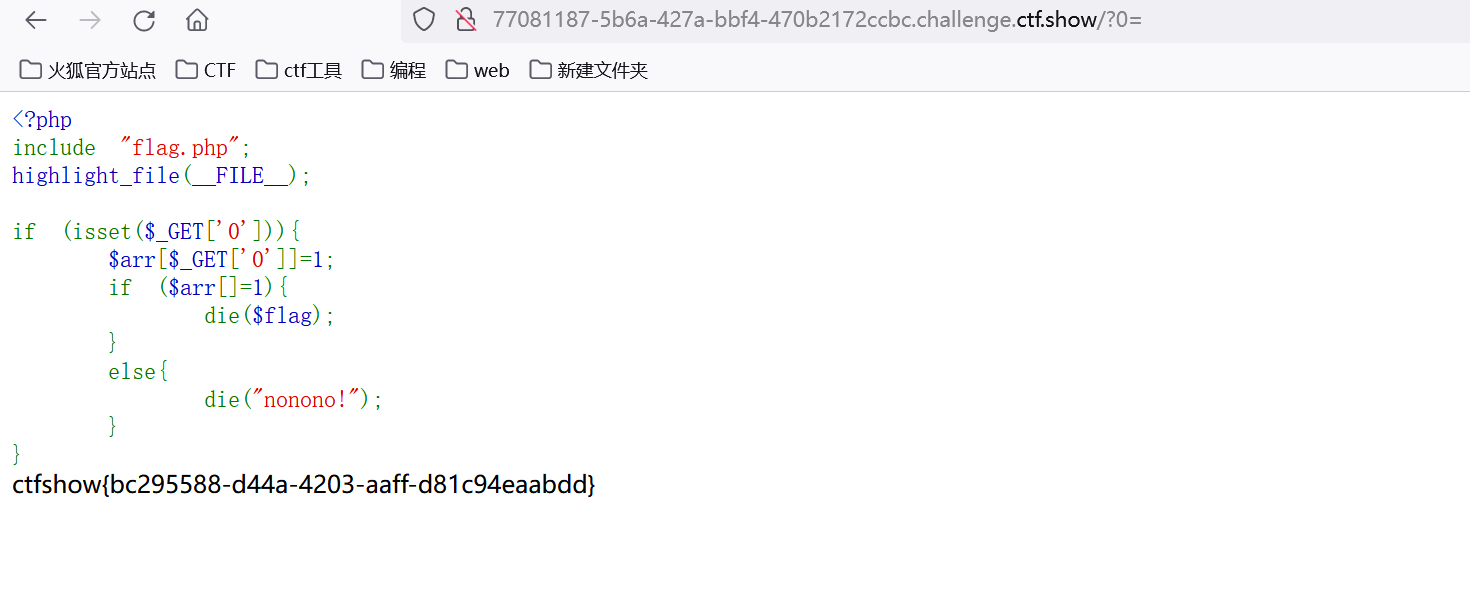 77081187-5b6a-427a-bbf4-470b2172ccbc.challenge.ctf.show/?0=
火狐官方站点 CTF ctf工具 编程 web 新建文件夹
<?php
include "flag.php";
highlight_file(__FILE__);
if (isset($_GET['0'])){
$arr[$_GET['0']]=1;
if ($arr[]=1){
die($flag);
}
else{
die("nonono!");
}
}
ctfshow{bc295588-d44a-4203-aaff-d81c94eaabdd}